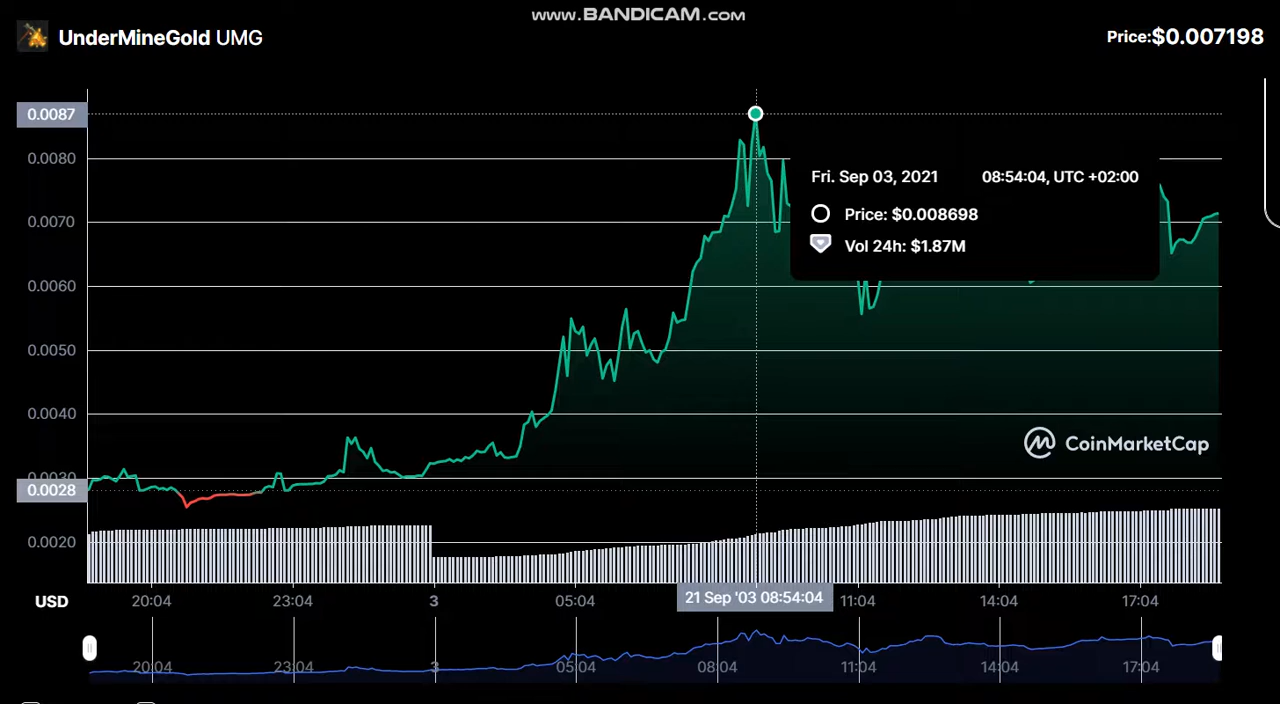 www.BANDICAM.com
UnderMineGold UMG
Price:$0.007198
0.0087
0.0080
Fri. Sep 03, 2021 08:54:04, UTC +02:00
Price: $0.008698
0.0070
Vol 24h: $1.87M
0.0060
0.0050
0.0040
CoinMarketCap
0.0030
0.0028
0.0020
USD 20:04 23:04 3 05:04 21 Sep '03 08:54:04 11:04 14:04 17:04
20:04 23:04 3 05:04 08:04 11:04 14:04 17:04